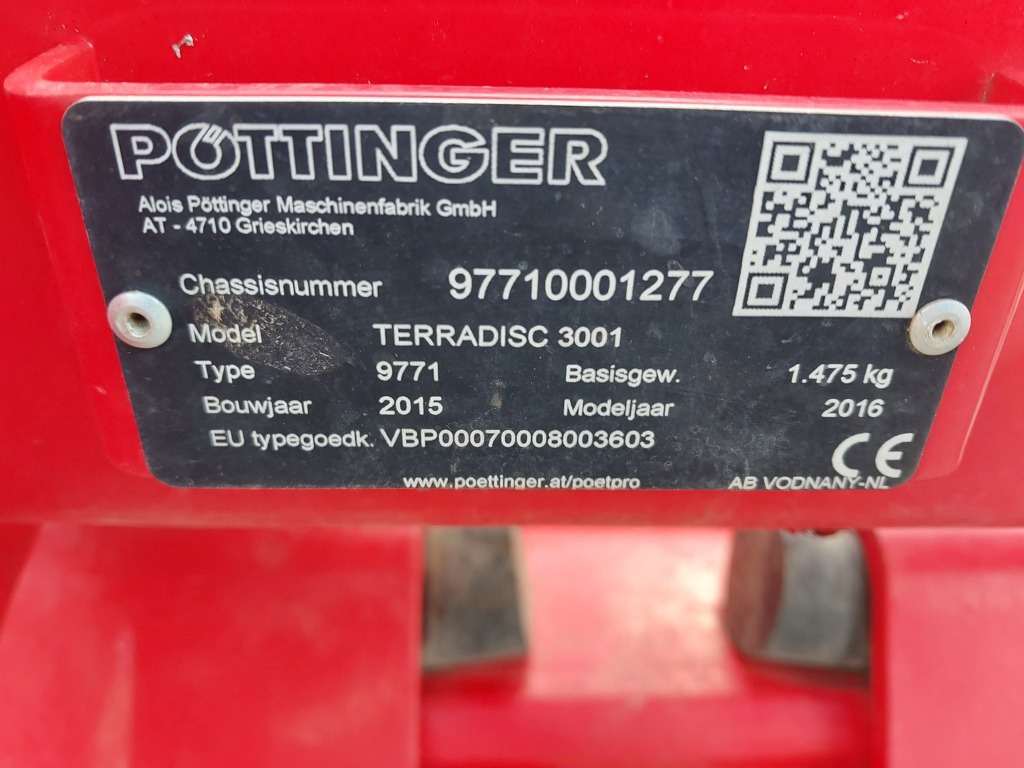 PÖTTINGER
Alois Pöttinger Maschinenfabrik GmbH
AT - 4710 Grieskirchen
Chassisnummer 97710001277
Model TERRADISC 3001
Type 9771 Basisgew. 1.475 kg
Bouwjaar 2015 Modeljaar 2016
EU typegoedk. VBP00070008003603
CE
www.poettinger.at/poetpro AB VODNANY-NL